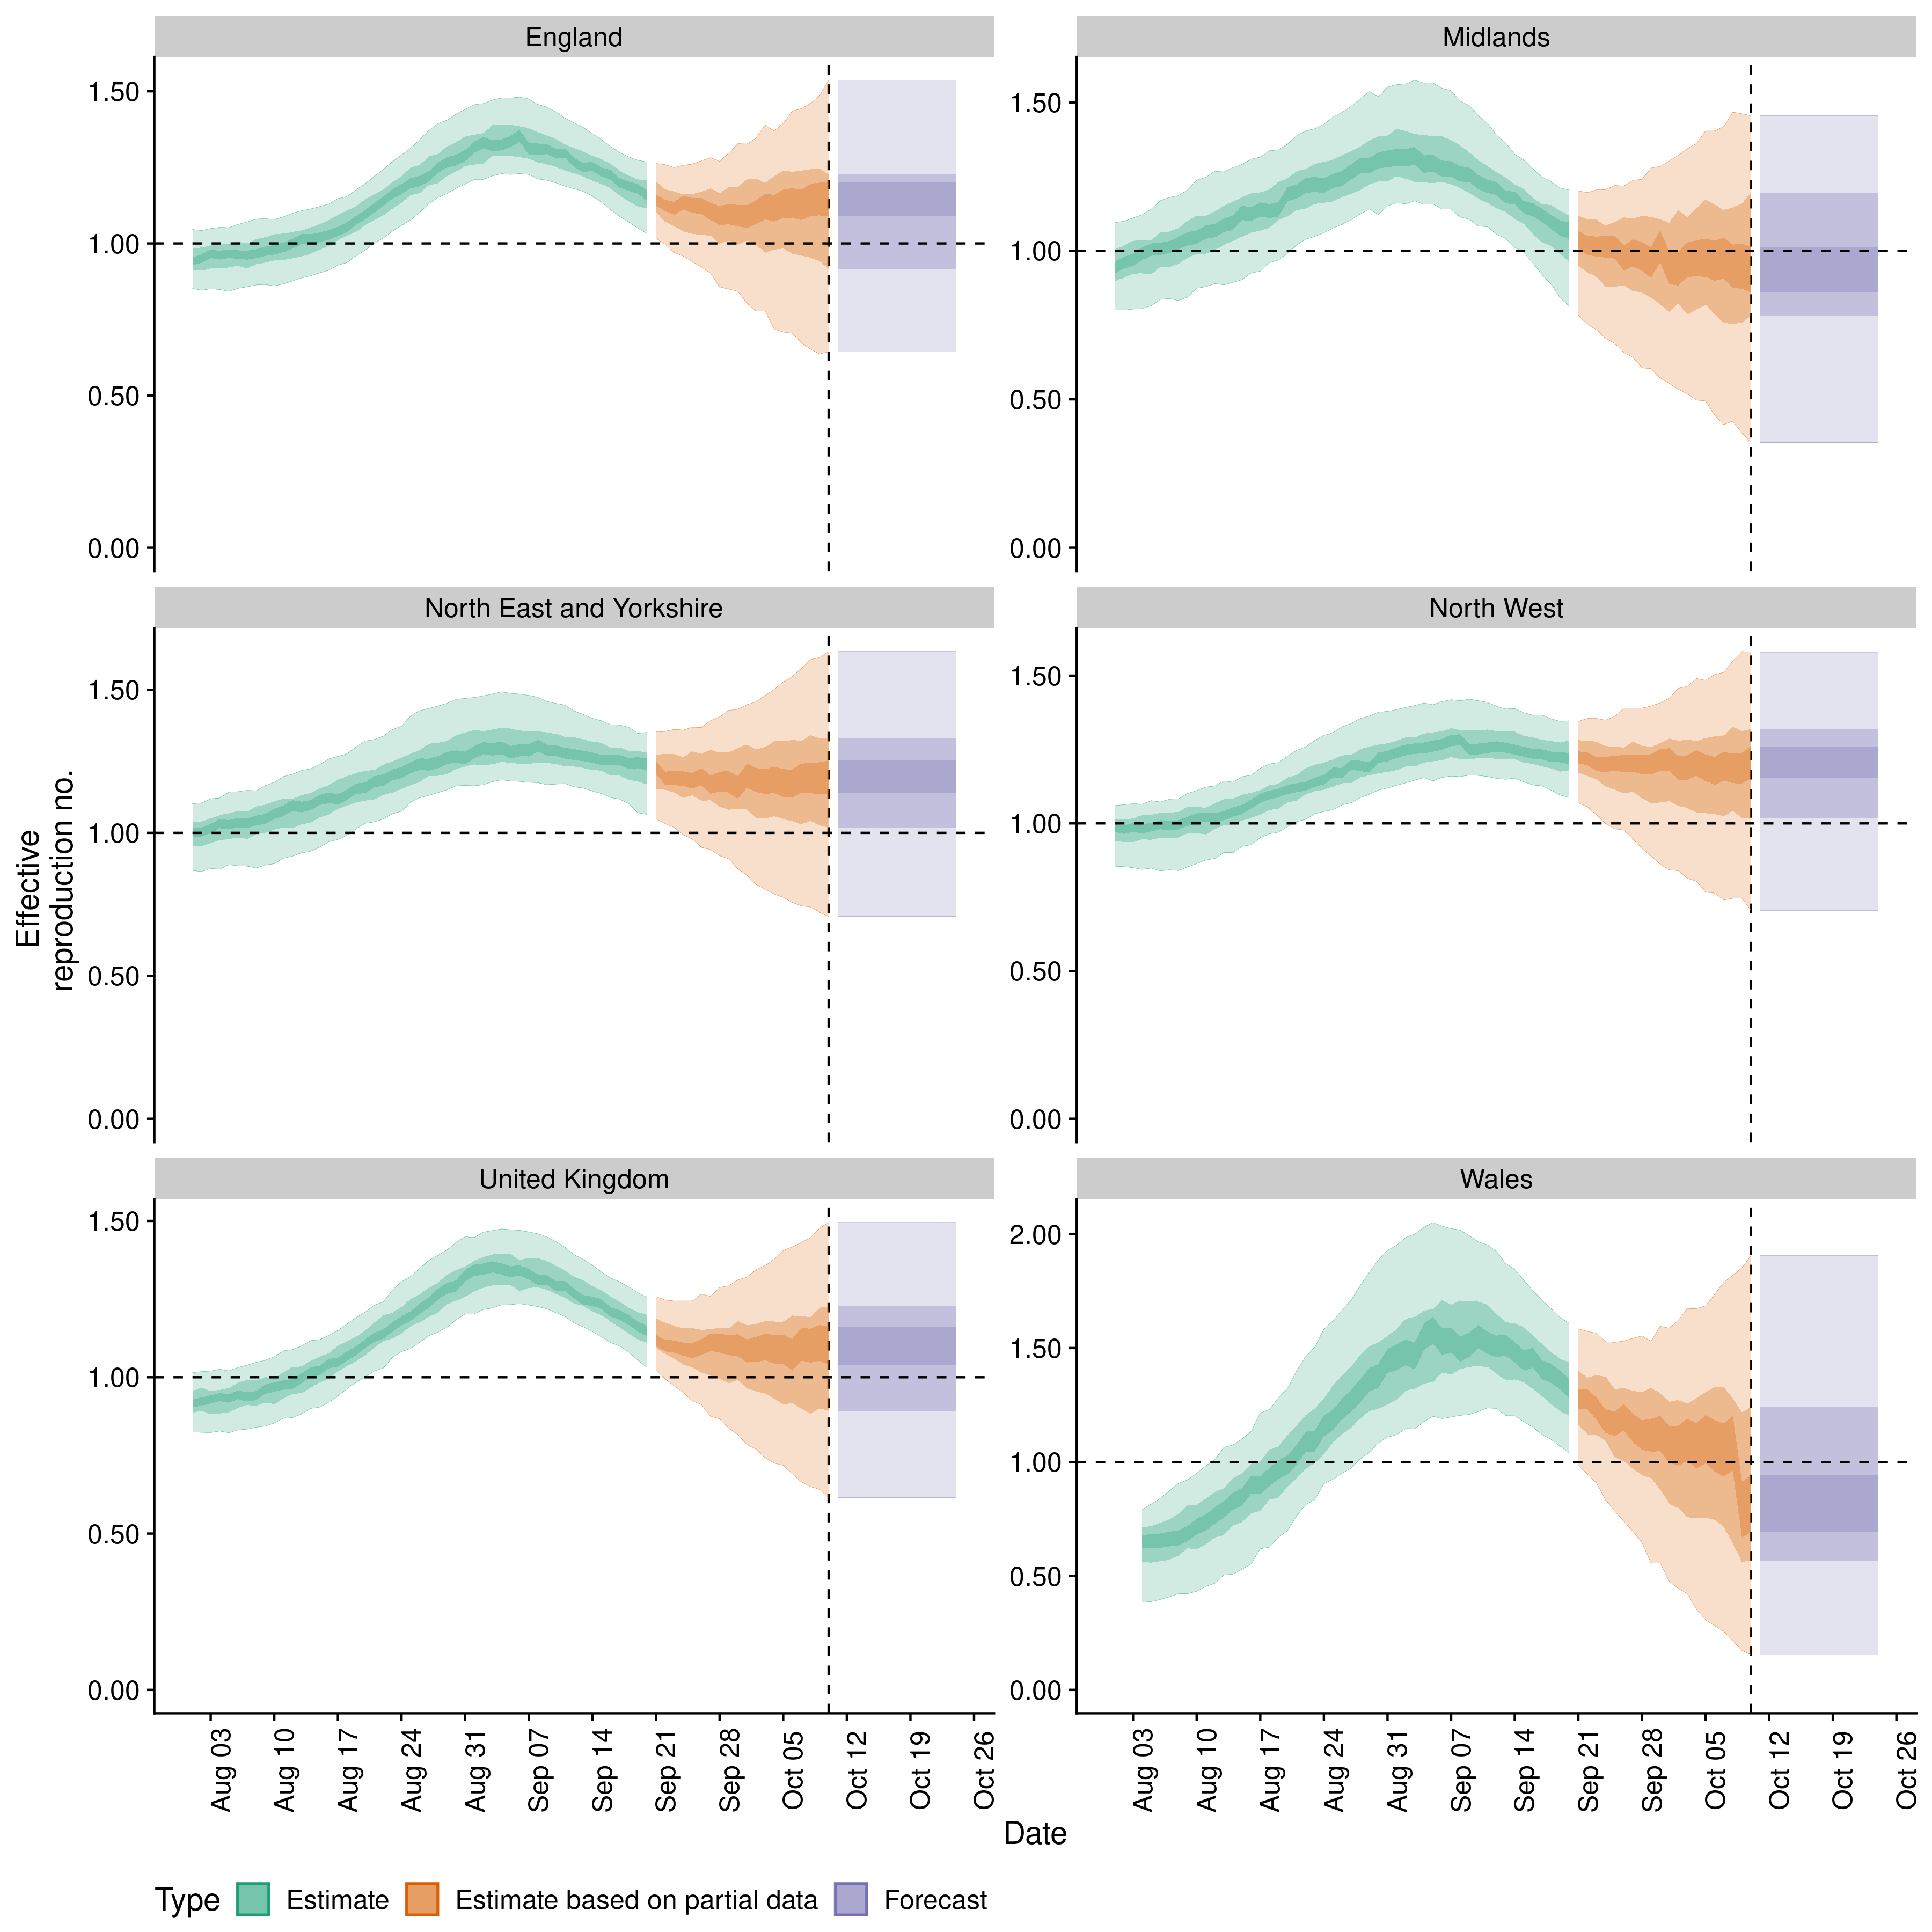 England
Midlands
1.50
1.00
0.50
0.00
1.50
1.00
0.50
0.00
North East and Yorkshire
North West
1.50
1.00
0.50
0.00
1.50
1.00
0.50
0.00
Effective
reproduction no.
United Kingdom
Wales
1.50
1.00
0.50
0.00
2.00
1.50
1.00
0.50
0.00
Aug 03
Aug 10
Aug 17
Aug 24
Aug 31
Sep 07
Sep 14
Sep 21
Sep 28
Oct 05
Oct 12
Oct 19
Oct 26
Aug 03
Aug 10
Aug 17
Aug 24
Aug 31
Sep 07
Sep 14
Sep 21
Sep 28
Oct 05
Oct 12
Oct 19
Oct 26
Date
Type Estimate Estimate based on partial data Forecast